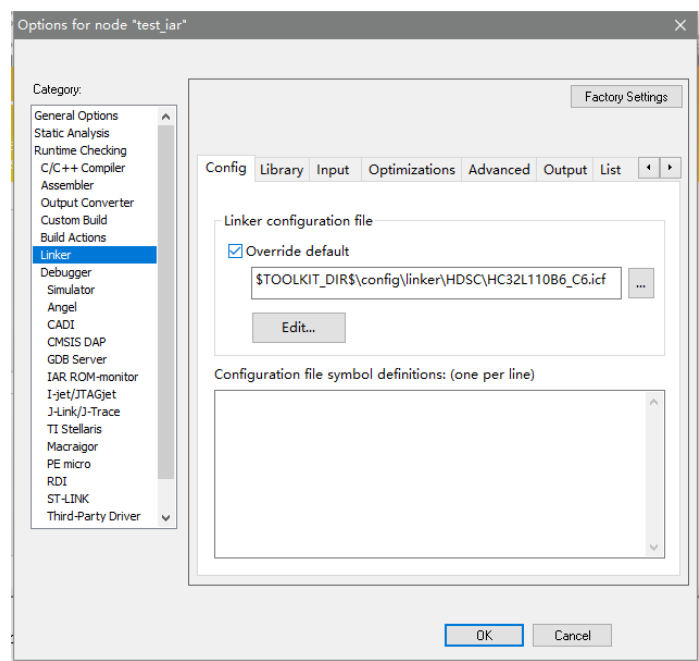 Options for node "test_iar"
Category:
Factory Settings
General Options
Static Analysis
Runtime Checking
C/C++ Compiler
Assembler
Output Converter
Custom Build
Build Actions
Linker
Debugger
Simulator
Angel
CADI
CMSIS DAP
GDB Server
IAR ROM-monitor
I-jet/JTAGjet
J-Link/J-Trace
TI Stellaris
Macraigor
PE micro
RDI
ST-LINK
Third-Party Driver
Config Library Input Optimizations Advanced Output List
Linker configuration file
Override default
$TOOLKIT_DIR$\config\linker\HDSC\HC32L110B6_C6.icf ...
Edit...
Configuration file symbol definitions: (one per line)
OK Cancel